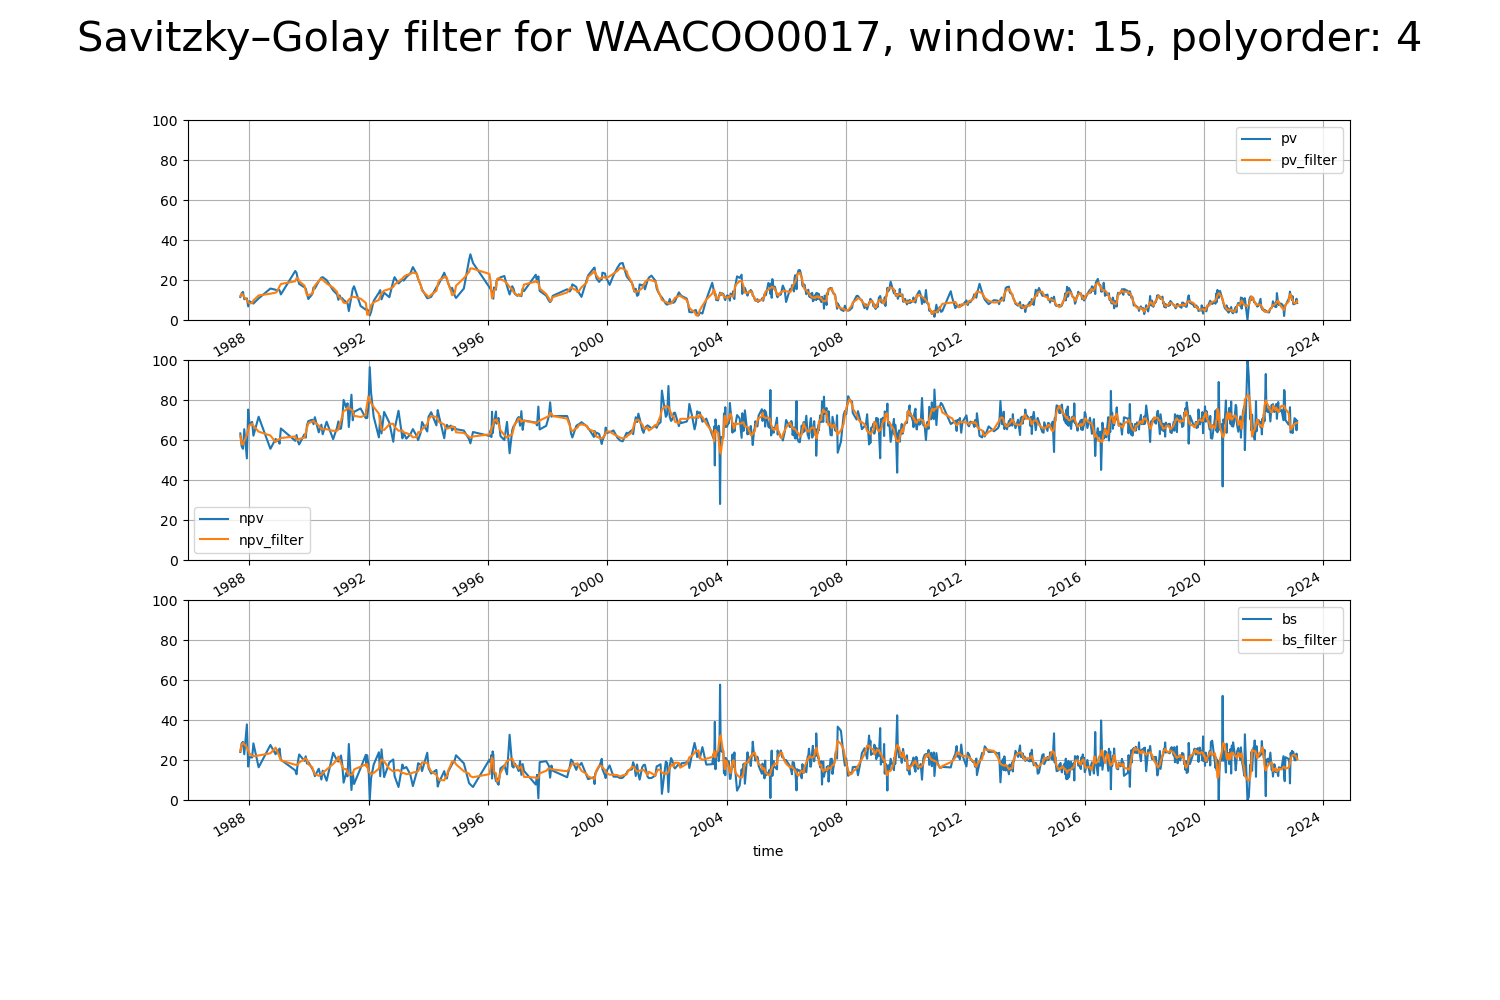 Savitzky–Golay filter for WAACOO0017, window: 15, polyorder: 4
100
80
60
40
20
0
pv
pv_filter
1988 1992 1996 2000 2004 2008 2012 2016 2020 2024
100
80
60
40
20
0
npv
npv_filter
1988 1992 1996 2000 2004 2008 2012 2016 2020 2024
100
80
60
40
20
0
bs
bs_filter
1988 1992 1996 2000 2004 2008 2012 2016 2020 2024
time